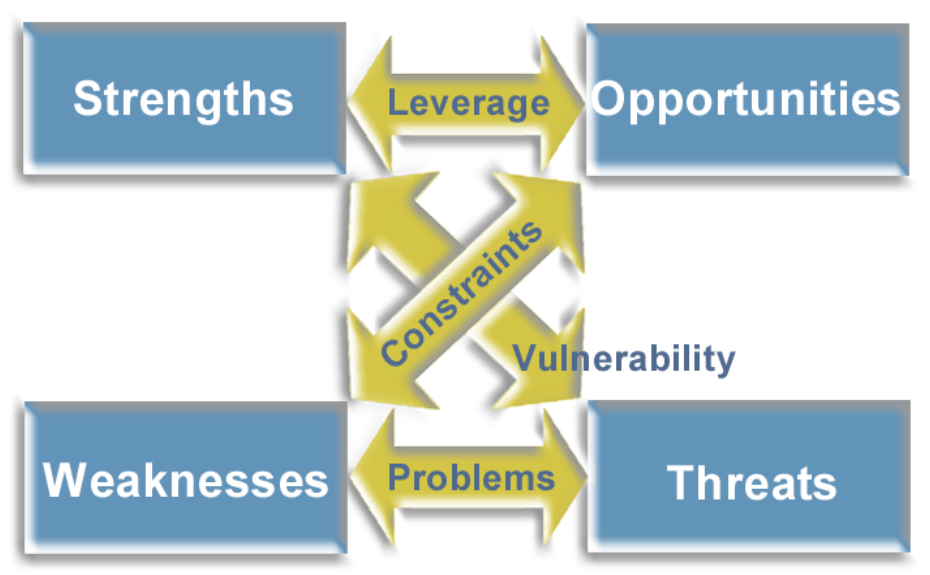 Strengths
Leverage
Opportunities
Constraints
Vulnerability
Weaknesses
Problems
Threats